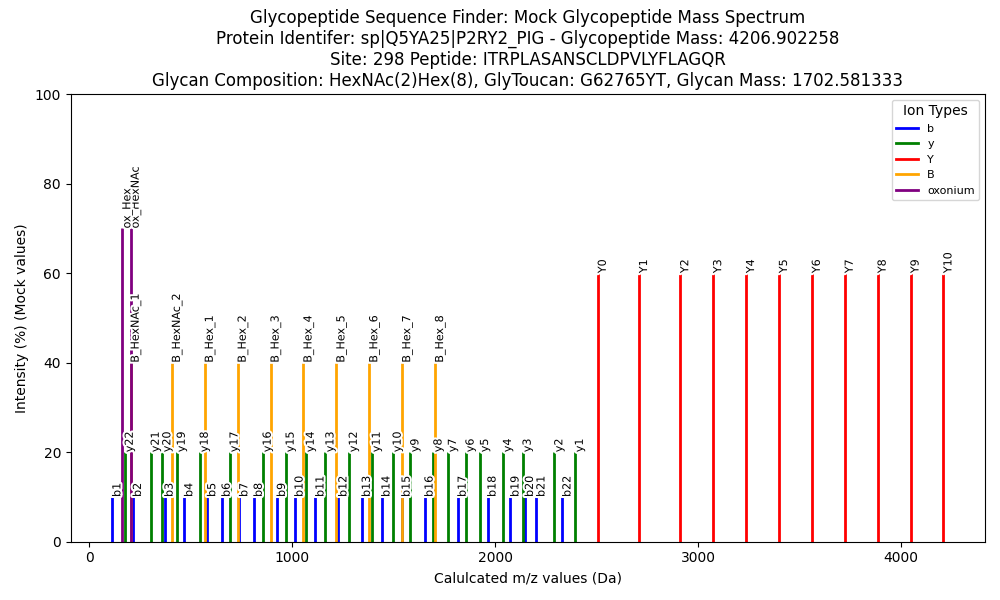 Glycopeptide Sequence Finder: Mock Glycopeptide Mass Spectrum
Protein Identifer: sp|Q5YA25|P2RY2_PIG - Glycopeptide Mass: 4206.902258
Site: 298 Peptide: ITRPLASANSCLDPVLYFLAGQR
Glycan Composition: HexNAc(2)Hex(8), GlyToucan: G62765YT, Glycan Mass: 1702.581333
Intensity (%) (Mock values)
100
80
60
40
20
0
Ion Types
b
y
Y
B
oxonium
ox_Hex
ox_HexNAc
Y0
Y1
Y2
Y3
Y4
Y5
Y6
Y7
Y8
Y9
Y10
B_HexNAc_1
B_HexNAc_2
B_Hex_1
B_Hex_2
B_Hex_3
B_Hex_4
B_Hex_5
B_Hex_6
B_Hex_7
B_Hex_8
y22
y21
y20
y19
y18
y17
y16
y15
y14
y13
y12
y11
y10
y9
y8
y7
y6
y5
y4
y3
y2
y1
b1
b2
b3
b4
b5
b6
b7
b8
b9
b10
b11
b12
b13
b14
b15
b16
b17
b18
b19
b20
b21
b22
0
1000
2000
3000
4000
Calulcated m/z values (Da)